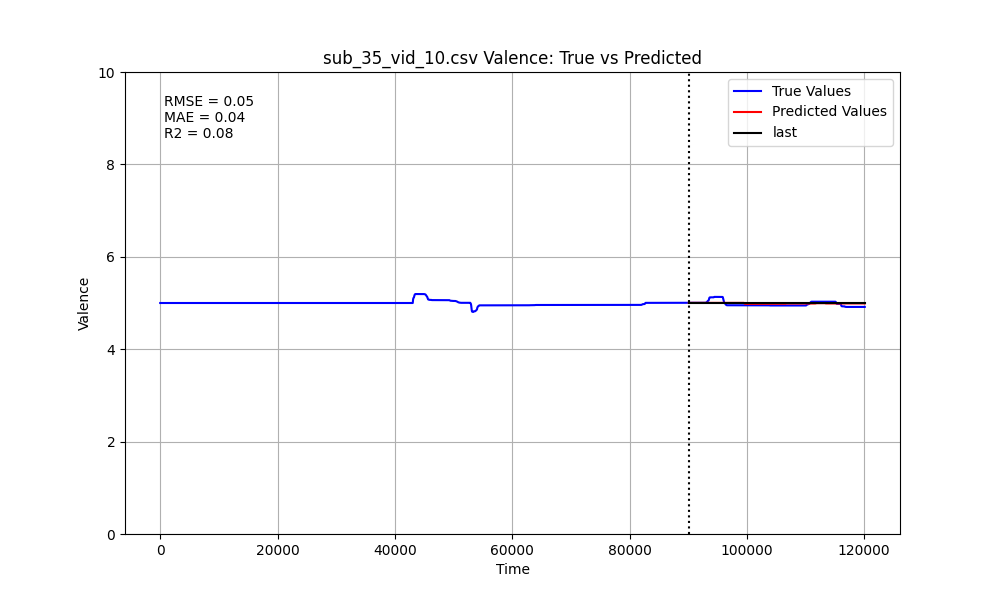 sub_35_vid_10.csv Valence: True vs Predicted
RMSE = 0.05
MAE = 0.04
R2 = 0.08
True Values
Predicted Values
last
10
8
6
4
2
0
Valence
0
20000
40000
60000
80000
100000
120000
Time